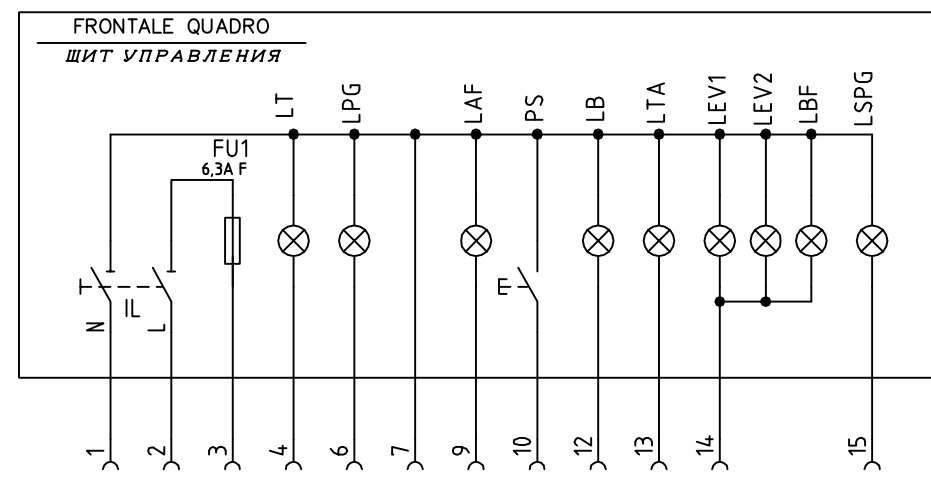 FRONTALE QUADRO
ЩИТ УПРАВЛЕНИЯ
LT
LPG
LAF
PS
LB
LTA
LEV1
LEV2
LBF
LSPG
FU1
6,3A F
IL
N
L
1
2
3
4
6
7
9
10
12
13
14
15